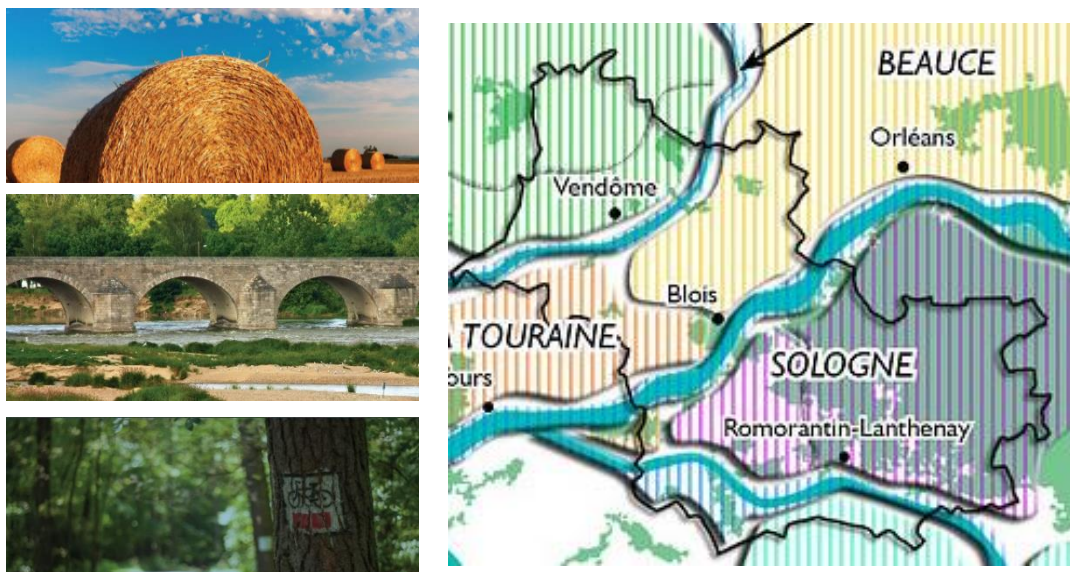 BEAUCE
Orléans
Vendôme
Blois
TOURAINE
SOLOGNE
ours
Romorantin-Lanthenay